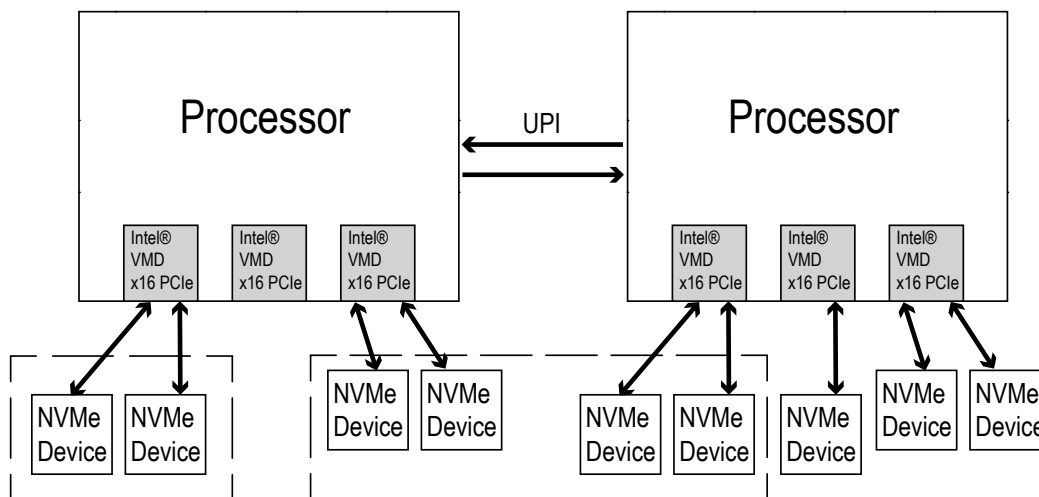 Processor
UPI
Processor
Intel®
VMD
x16 PCIe
Intel®
VMD
x16 PCIe
Intel®
VMD
x16 PCIe
Intel®
VMD
x16 PCIe
Intel®
VMD
x16 PCIe
Intel®
VMD
x16 PCIe
NVMe
Device
NVMe
Device
NVMe
Device
NVMe
Device
NVMe
Device
NVMe
Device
NVMe
Device
NVMe
Device
NVMe
Device